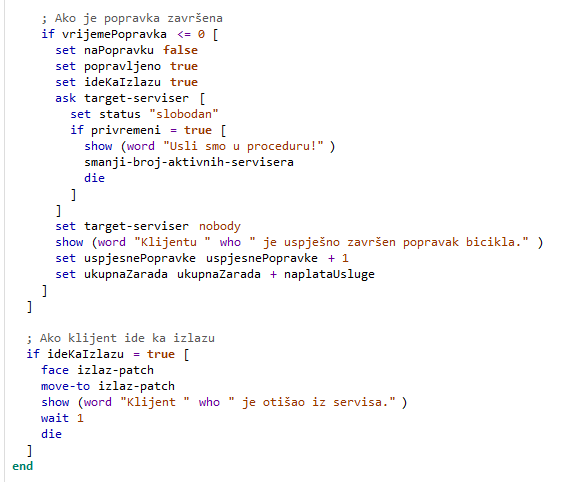 ; Ako je popravka završena
if vrijemePopravka <= 0 [
set naPopravku false
set popravljeno true
set ideKaIzlazu true
ask target-serviser [
set status "slobodan"
if privremeni = true [
show (word "Usli smo u proceduru!" )
smanji-broj-aktivnih-servisera
die
]
]
set target-serviser nobody
show (word "Klijentu " who " je uspješno završen popravak bicikla." )
set uspjesnePopravke uspjesnePopravke + 1
set ukupnaZarada ukupnaZarada + naplataUsluge
]
]
; Ako klijent ide ka izlazu
if ideKaIzlazu = true [
face izlaz-patch
move-to izlaz-patch
show (word "Klijent " who " je otišao iz servisa." )
wait 1
die
]
end